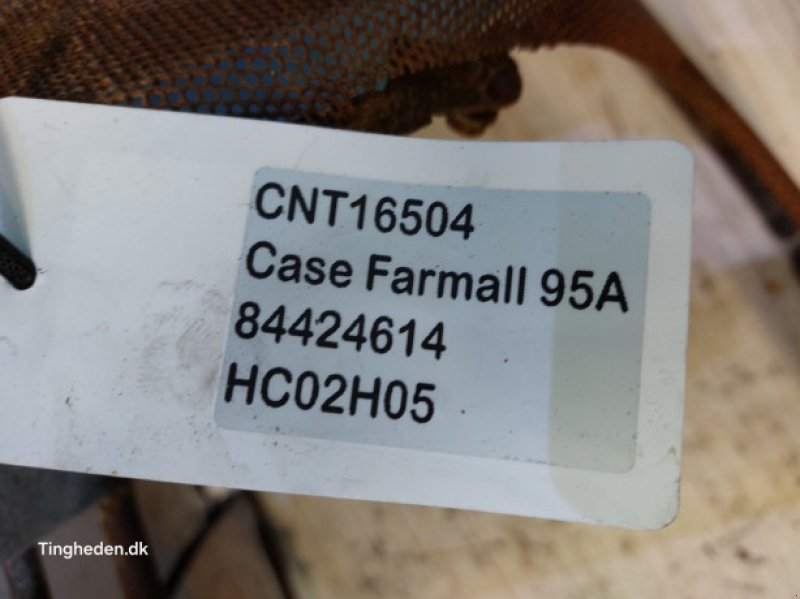 CNT16504
Case Farmall 95A
84424614
HC02H05
Tingheden.dk